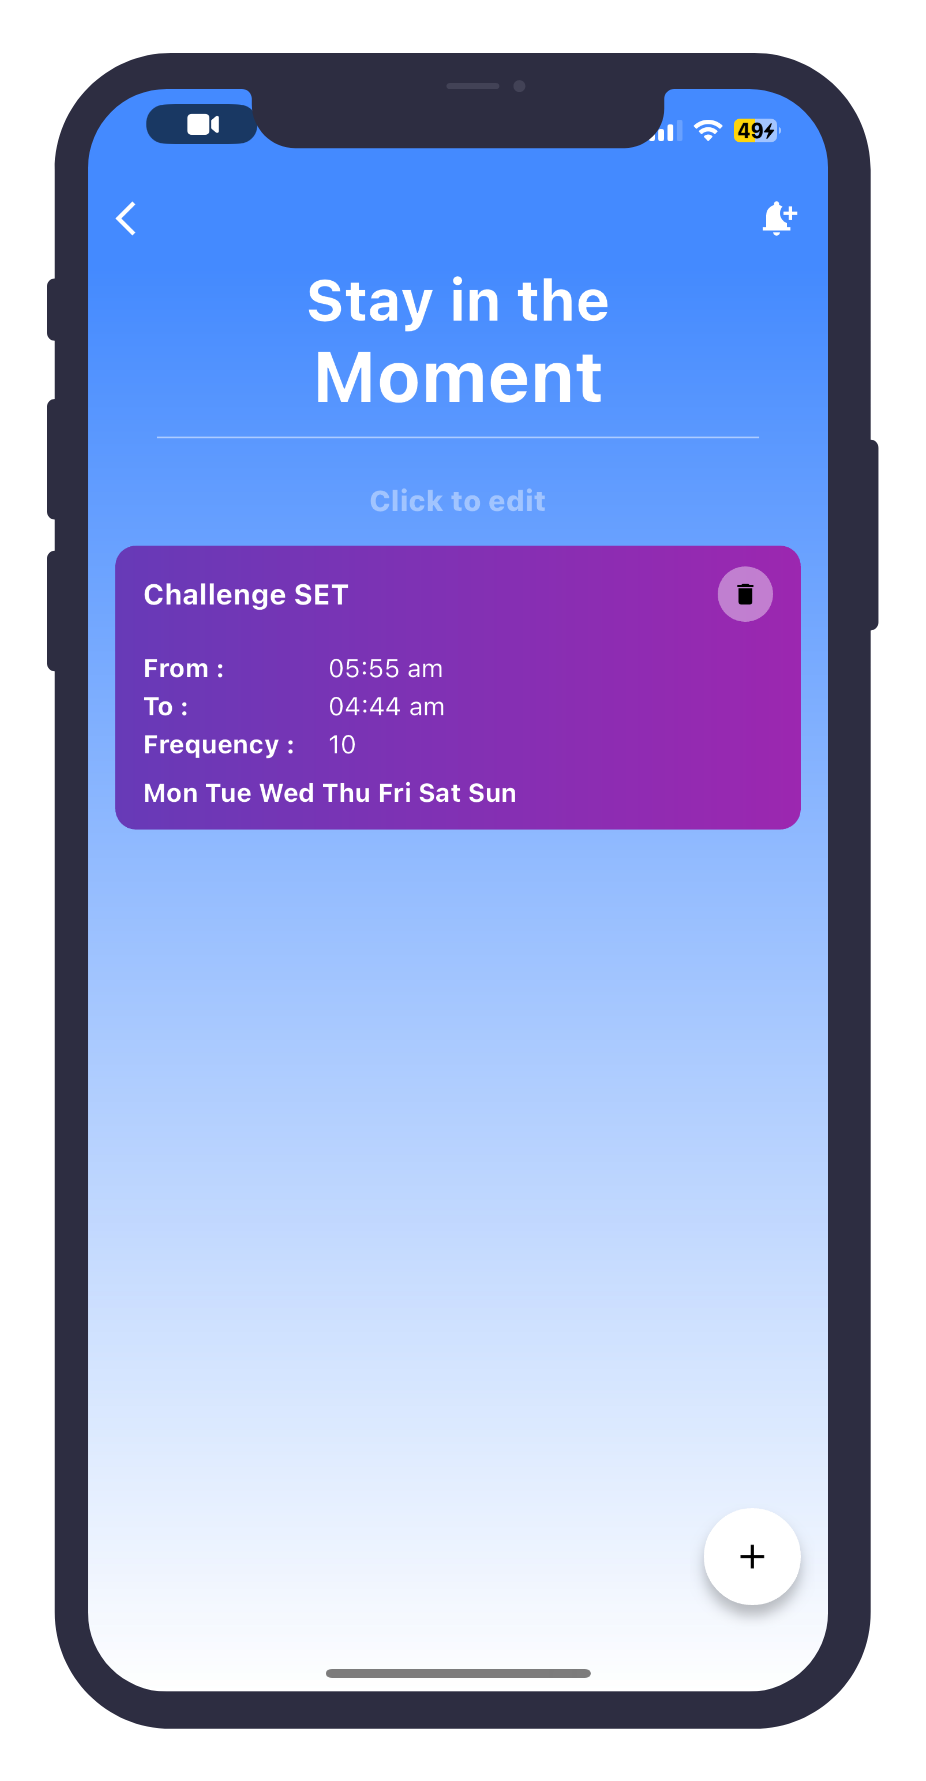 49
Stay in the
Moment
Click to edit
Challenge SET
From : 05:55 am
To : 04:44 am
Frequency : 10
Mon Tue Wed Thu Fri Sat Sun